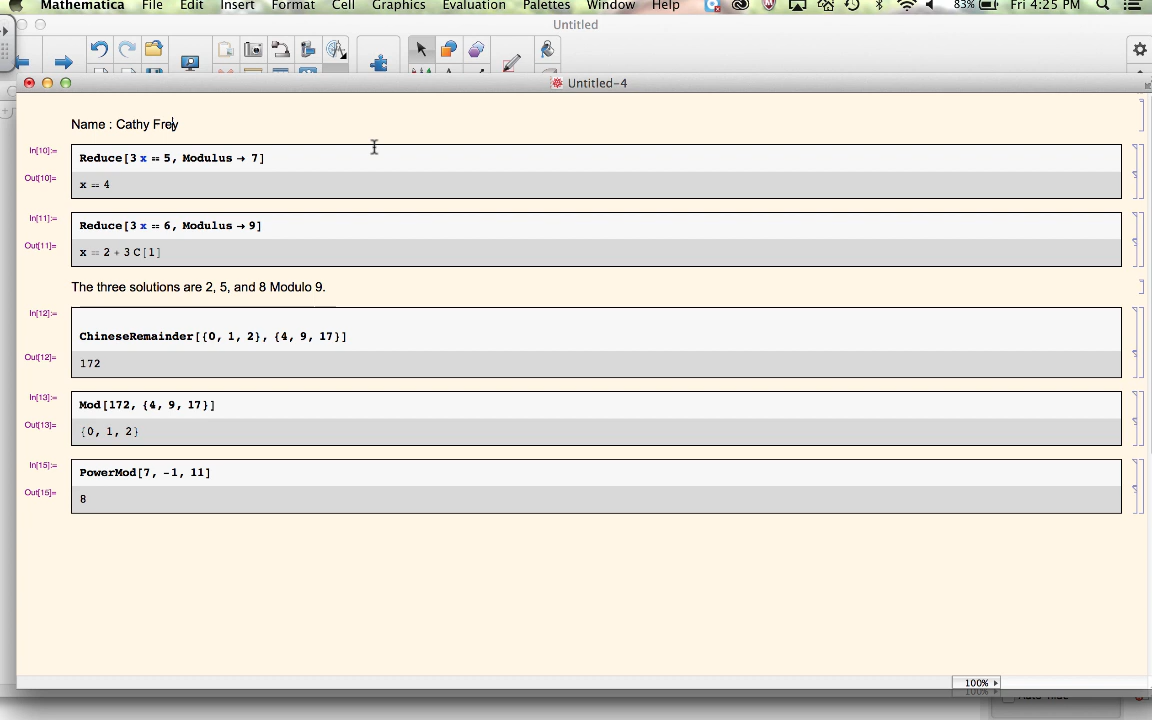 Mathematica File Edit Insert Format Cell Graphics Evaluation Palettes Window Help 83% Fri 4:25 PM
Untitled
Untitled-4
Name : Cathy Frey
In[10]:= Reduce[3 x == 5, Modulus → 7]
Out[10]= x == 4
In[11]:= Reduce[3 x == 6, Modulus → 9]
Out[11]= x == 2 + 3 C[1]
The three solutions are 2, 5, and 8 Modulo 9.
In[12]:=
ChineseRemainder[{0, 1, 2}, {4, 9, 17}]
Out[12]= 172
In[13]:= Mod[172, {4, 9, 17}]
Out[13]= {0, 1, 2}
In[15]:= PowerMod[7, -1, 11]
Out[15]= 8
100%
100%